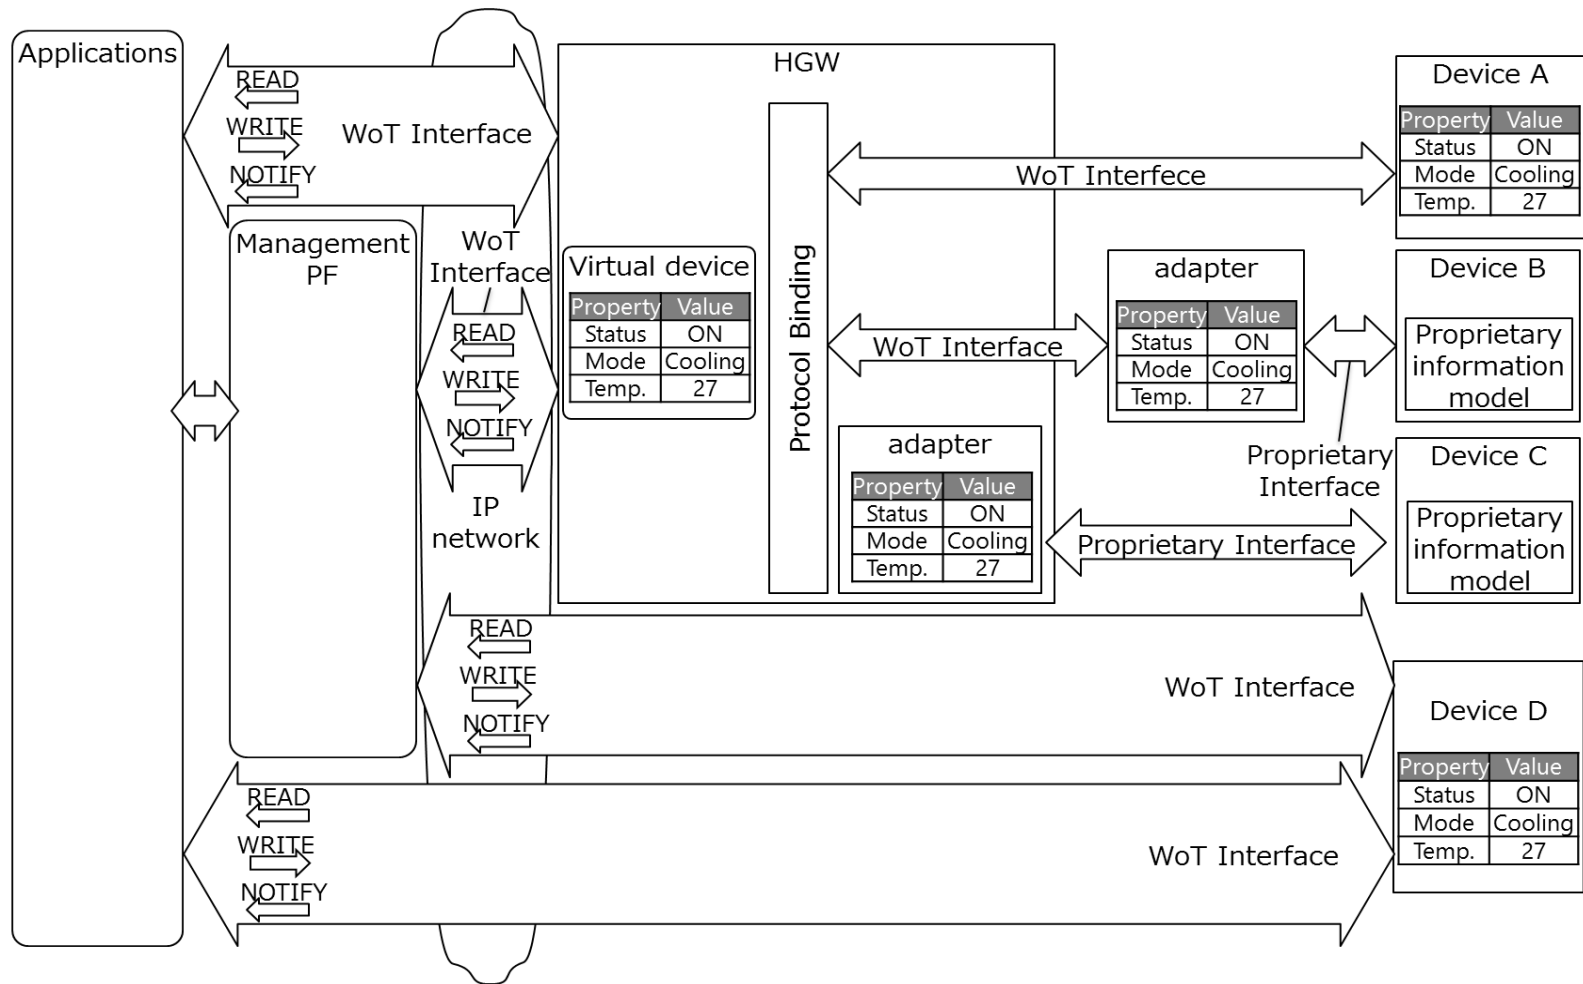 Applications
READ
WRITE
NOTIFY
WoT Interface
Management
PF
WoT
Interface
READ
WRITE
NOTIFY
IP
network
HGW
Virtual device
Property Value
Status ON
Mode Cooling
Temp. 27
Protocol Binding
WoT Interfece
WoT Interface
adapter
Property Value
Status ON
Mode Cooling
Temp. 27
adapter
Property Value
Status ON
Mode Cooling
Temp. 27
Proprietary
Interface
Proprietary Interface
Device A
Property Value
Status ON
Mode Cooling
Temp. 27
Device B
Proprietary
information
model
Device C
Proprietary
information
model
READ
WRITE
NOTIFY
WoT Interface
Device D
Property Value
Status ON
Mode Cooling
Temp. 27
READ
WRITE
NOTIFY
WoT Interface